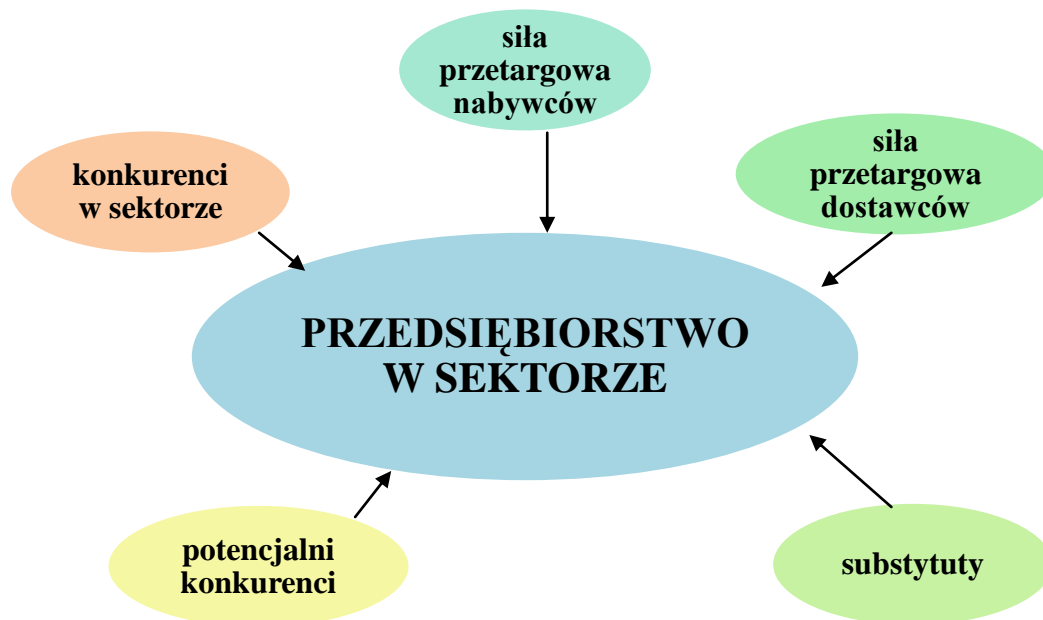 siła
przetargowa
nabywców
konkurenci
w sektorze
siła
przetargowa
dostawców
PRZEDSIĘBIORSTWO
W SEKTORZE
potencjalni
konkurenci
substytuty